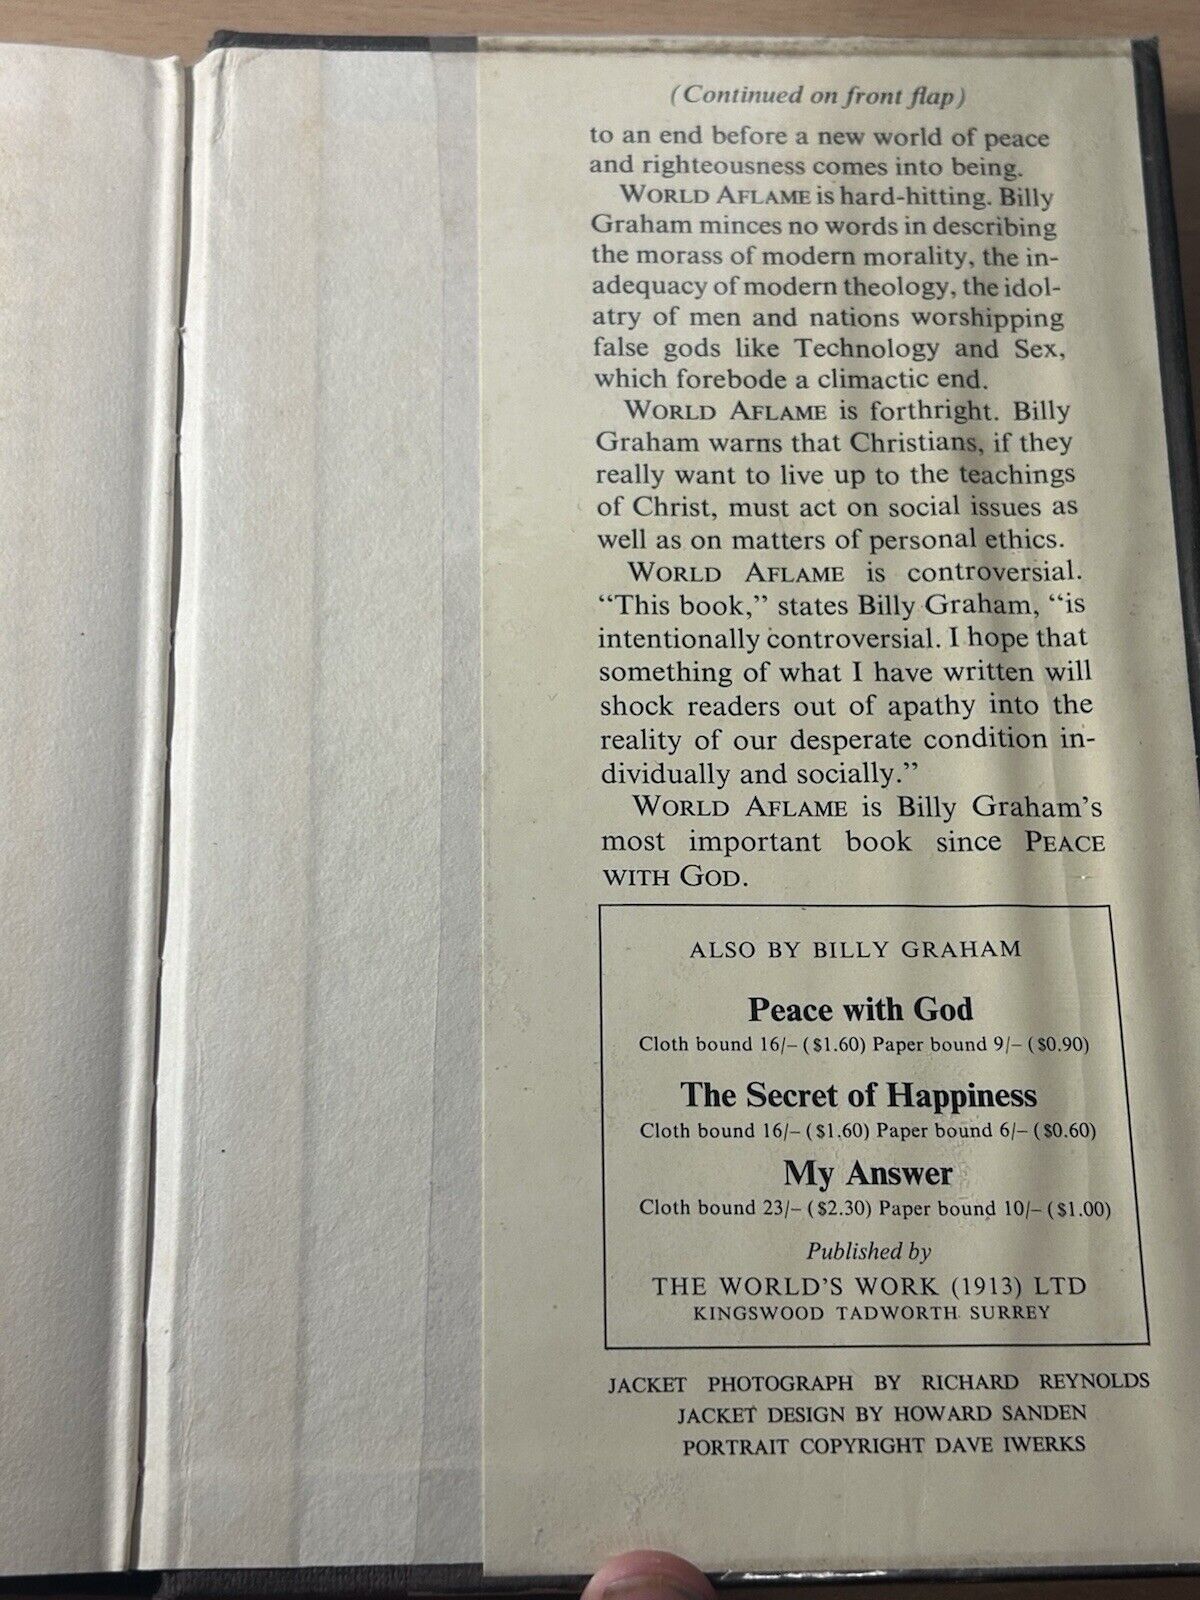 (Continued on front flap)
to an end before a new world of peace
and righteousness comes into being.
WORLD AFLAME is hard-hitting. Billy
Graham minces no words in describing
the morass of modern morality, the in-
adequacy of modern theology, the idol-
atry of men and nations worshipping
false gods like Technology and Sex,
which forebode a climactic end.
WORLD AFLAME is forthright. Billy
Graham warns that Christians, if they
really want to live up to the teachings
of Christ, must act on social issues as
well as on matters of personal ethics.
WORLD AFLAME is controversial.
“This book,” states Billy Graham, “is
intentionally controversial. I hope that
something of what I have written will
shock readers out of apathy into the
reality of our desperate condition in-
dividually and socially.”
WORLD AFLAME is Billy Graham’s
most important book since PEACE
WITH GOD.
ALSO BY BILLY GRAHAM
Peace with God
Cloth bound 16/– ($1.60) Paper bound 9/– ($0.90)
The Secret of Happiness
Cloth bound 16/– ($1.60) Paper bound 6/– ($0.60)
My Answer
Cloth bound 23/– ($2.30) Paper bound 10/– ($1.00)
Published by
THE WORLD’S WORK (1913) LTD
KINGSWOOD TADWORTH SURREY
JACKET PHOTOGRAPH BY RICHARD REYNOLDS
JACKET DESIGN BY HOWARD SANDEN
PORTRAIT COPYRIGHT DAVE IWERKS